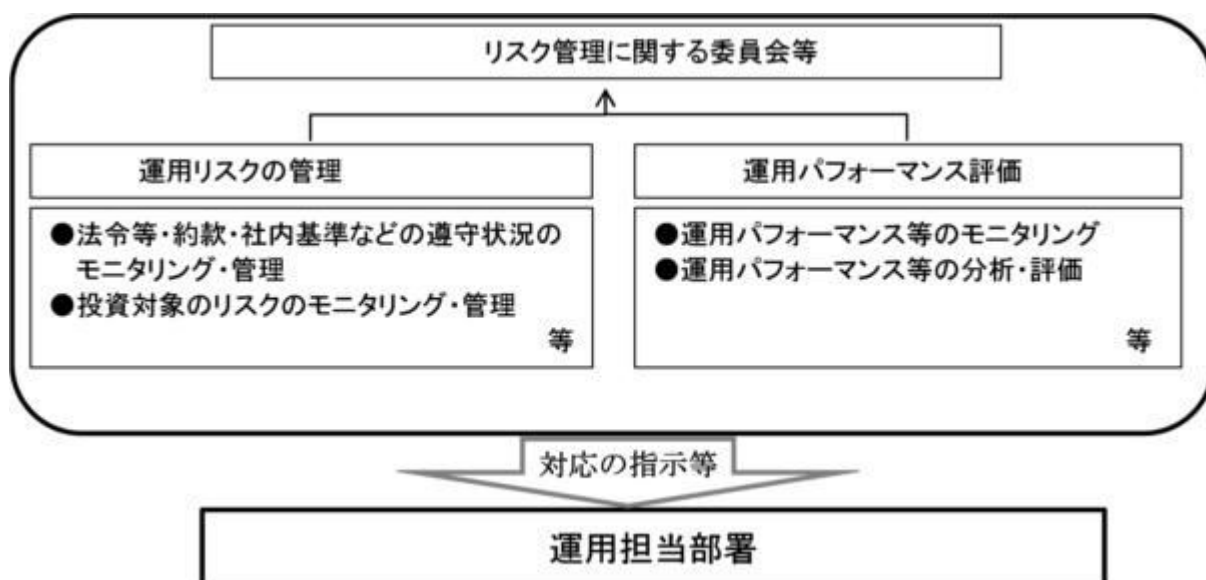 リスク管理に関する委員会等
運用リスクの管理
●法令等・約款・社内基準などの遵守状況の
モニタリング・管理
●投資対象のリスクのモニタリング・管理
等
運用パフォーマンス評価
●運用パフォーマンス等のモニタリング
●運用パフォーマンス等の分析・評価
等
対応の指示等
運用担当部署